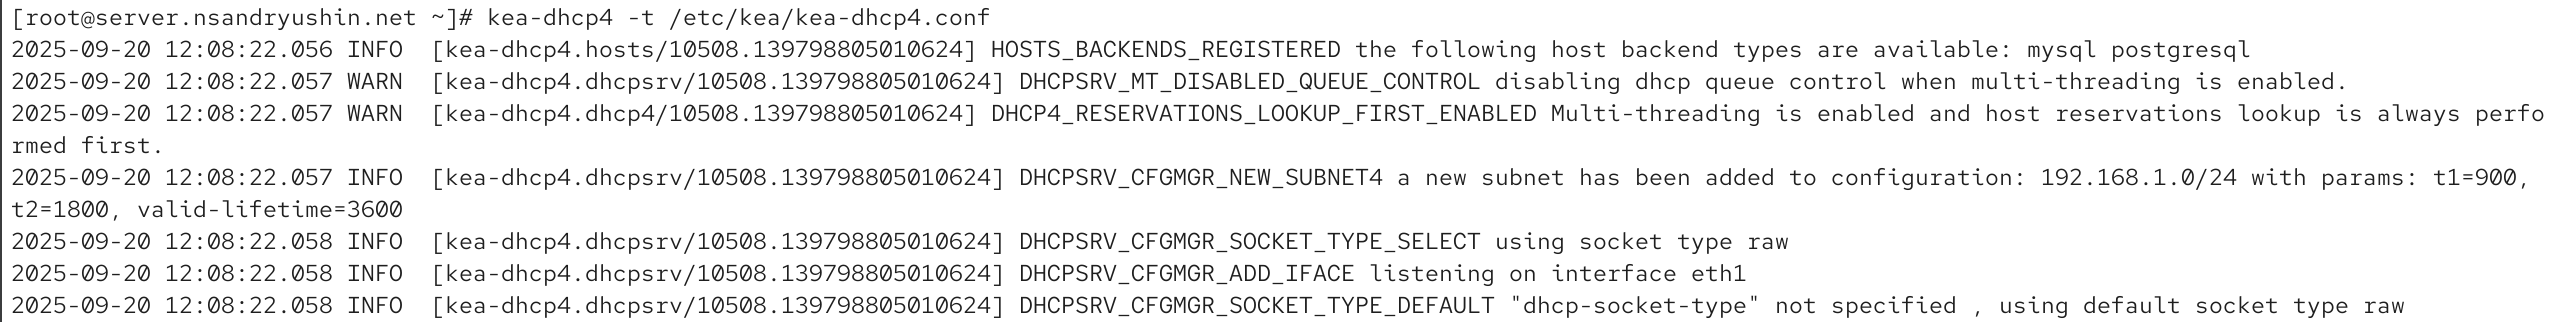 [root@server.nsandryushin.net ~]# kea-dhcp4 -t /etc/kea/kea-dhcp4.conf
2025-09-20 12:08:22.056 INFO  [kea-dhcp4.hosts/10508.139798805010624] HOSTS_BACKENDS_REGISTERED the following host backend types are available: mysql postgresql
2025-09-20 12:08:22.057 WARN  [kea-dhcp4.dhcpsrv/10508.139798805010624] DHCPSRV_MT_DISABLED_QUEUE_CONTROL disabling dhcp queue control when multi-threading is enabled.
2025-09-20 12:08:22.057 WARN  [kea-dhcp4.dhcp4/10508.139798805010624] DHCP4_RESERVATIONS_LOOKUP_FIRST_ENABLED Multi-threading is enabled and host reservations lookup is always perfo
rmed first.
2025-09-20 12:08:22.057 INFO  [kea-dhcp4.dhcpsrv/10508.139798805010624] DHCPSRV_CFGMGR_NEW_SUBNET4 a new subnet has been added to configuration: 192.168.1.0/24 with params: t1=900,
t2=1800, valid-lifetime=3600
2025-09-20 12:08:22.058 INFO  [kea-dhcp4.dhcpsrv/10508.139798805010624] DHCPSRV_CFGMGR_SOCKET_TYPE_SELECT using socket type raw
2025-09-20 12:08:22.058 INFO  [kea-dhcp4.dhcpsrv/10508.139798805010624] DHCPSRV_CFGMGR_ADD_IFACE listening on interface eth1
2025-09-20 12:08:22.058 INFO  [kea-dhcp4.dhcpsrv/10508.139798805010624] DHCPSRV_CFGMGR_SOCKET_TYPE_DEFAULT "dhcp-socket-type" not specified , using default socket type raw